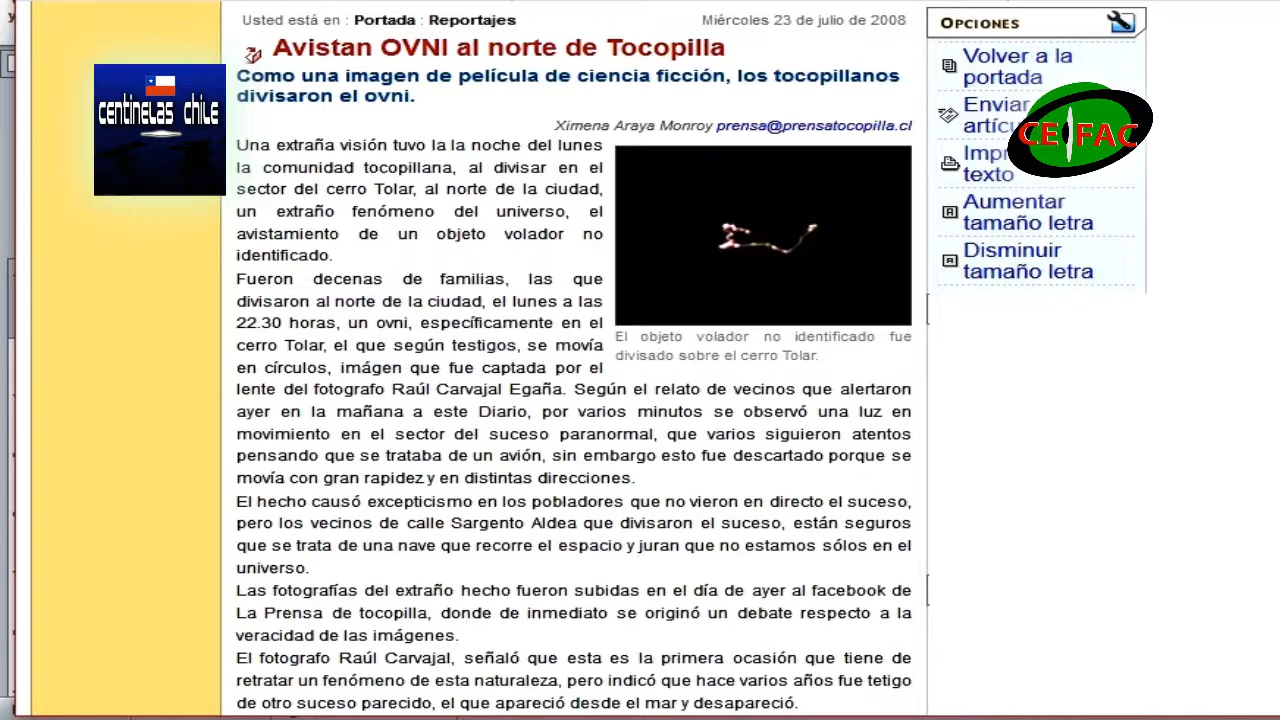 Usted está en : Portada : Reportajes
Miércoles 23 de julio de 2008
Avistan OVNI al norte de Tocopilla
Como una imagen de película de ciencia ficción, los tocopillanos
divisaron el ovni.
Ximena Araya Monroy prensa@prensatocopilla.cl
Una extraña visión tuvo la la noche del lunes
la comunidad tocopillana, al divisar en el
sector del cerro Tolar, al norte de la ciudad,
un extraño fenómeno del universo, el
avistamiento de un objeto volador no
identificado.
Fueron decenas de familias, las que
divisaron al norte de la ciudad, el lunes a las
22.30 horas, un ovni, específicamente en el
cerro Tolar, el que según testigos, se movía
en círculos, imágen que fue captada por el
lente del fotografo Raúl Carvajal Egaña. Según el relato de vecinos que alertaron
ayer en la mañana a este Diario, por varios minutos se observó una luz en
movimiento en el sector del suceso paranormal, que varios siguieron atentos
pensando que se trataba de un avión, sin embargo esto fue descartado porque se
movía con gran rapidez y en distintas direcciones.
El hecho causó excepticismo en los pobladores que no vieron en directo el suceso,
pero los vecinos de calle Sargento Aldea que divisaron el suceso, están seguros
que se trata de una nave que recorre el espacio y juran que no estamos sólos en el
universo.
Las fotografías del extraño hecho fueron subidas en el día de ayer al facebook de
La Prensa de tocopilla, donde de inmediato se originó un debate respecto a la
veracidad de las imágenes.
El fotografo Raúl Carvajal, señaló que esta es la primera ocasión que tiene de
retratar un fenómeno de esta naturaleza, pero indicó que hace varios años fue tetigo
de otro suceso parecido, el que apareció desde el mar y desapareció.
El objeto volador no identificado fue
divisado sobre el cerro Tolar.
OPCIONES
Volver a la
portada
Enviar
artícu
Impr
texto
Aumentar
tamaño letra
Disminuir
tamaño letra
CENTINELAS CHILE
CEIFAC